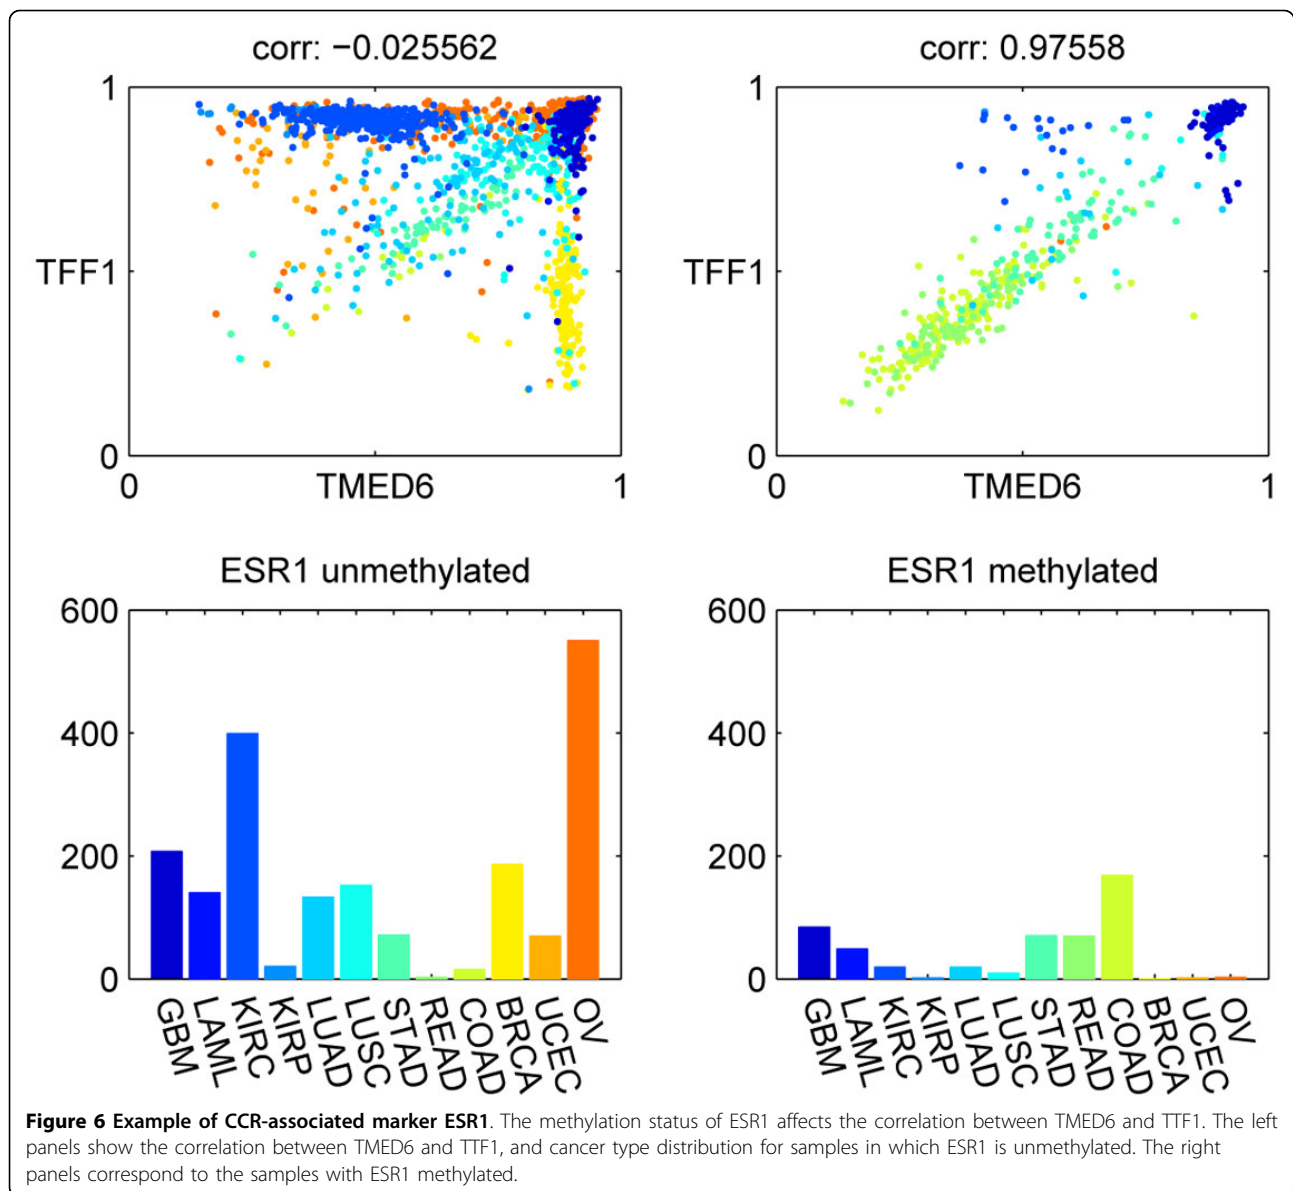 corr: −0.025562
1
TFF1
0
0
TMED6
1
corr: 0.97558
1
TFF1
0
0
TMED6
1
ESR1 unmethylated
600
400
200
0
GBM
LAML
KIRC
KIRP
LUAD
LUSC
STAD
READ
COAD
BRCA
UCEC
OV
ESR1 methylated
600
400
200
0
GBM
LAML
KIRC
KIRP
LUAD
LUSC
STAD
READ
COAD
BRCA
UCEC
OV
Figure 6 Example of CCR-associated marker ESR1. The methylation status of ESR1 affects the correlation between TMED6 and TTF1. The left
panels show the correlation between TMED6 and TTF1, and cancer type distribution for samples in which ESR1 is unmethylated. The right
panels correspond to the samples with ESR1 methylated.